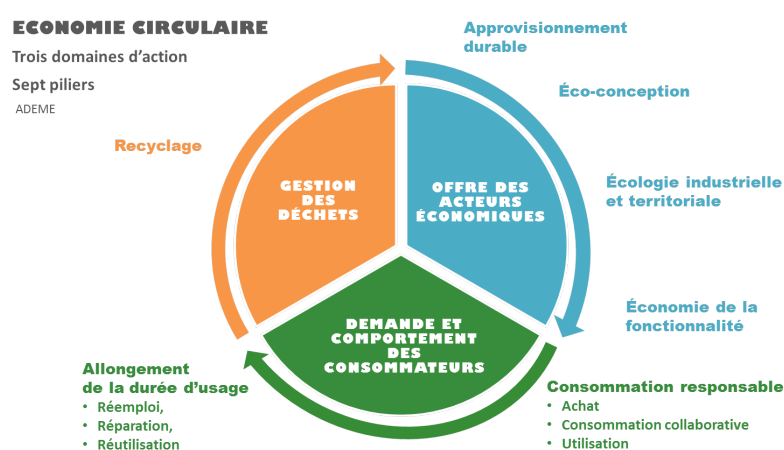 ECONOMIE CIRCULAIRE
Trois domaines d'action
Sept piliers
ADEME
Approvisionnement
durable
Éco-conception
Écologie industrielle
et territoriale
Économie de la
fonctionnalité
Recyclage
GESTION
DES
DÉCHETS
OFFRE DES
ACTEURS
ÉCONOMIQUES
DEMANDE ET
COMPORTEMENT
DES
CONSOMMATEURS
Allongement
de la durée d'usage
• Réemploi,
• Réparation,
• Réutilisation
Consommation responsable
• Achat
• Consommation collaborative
• Utilisation